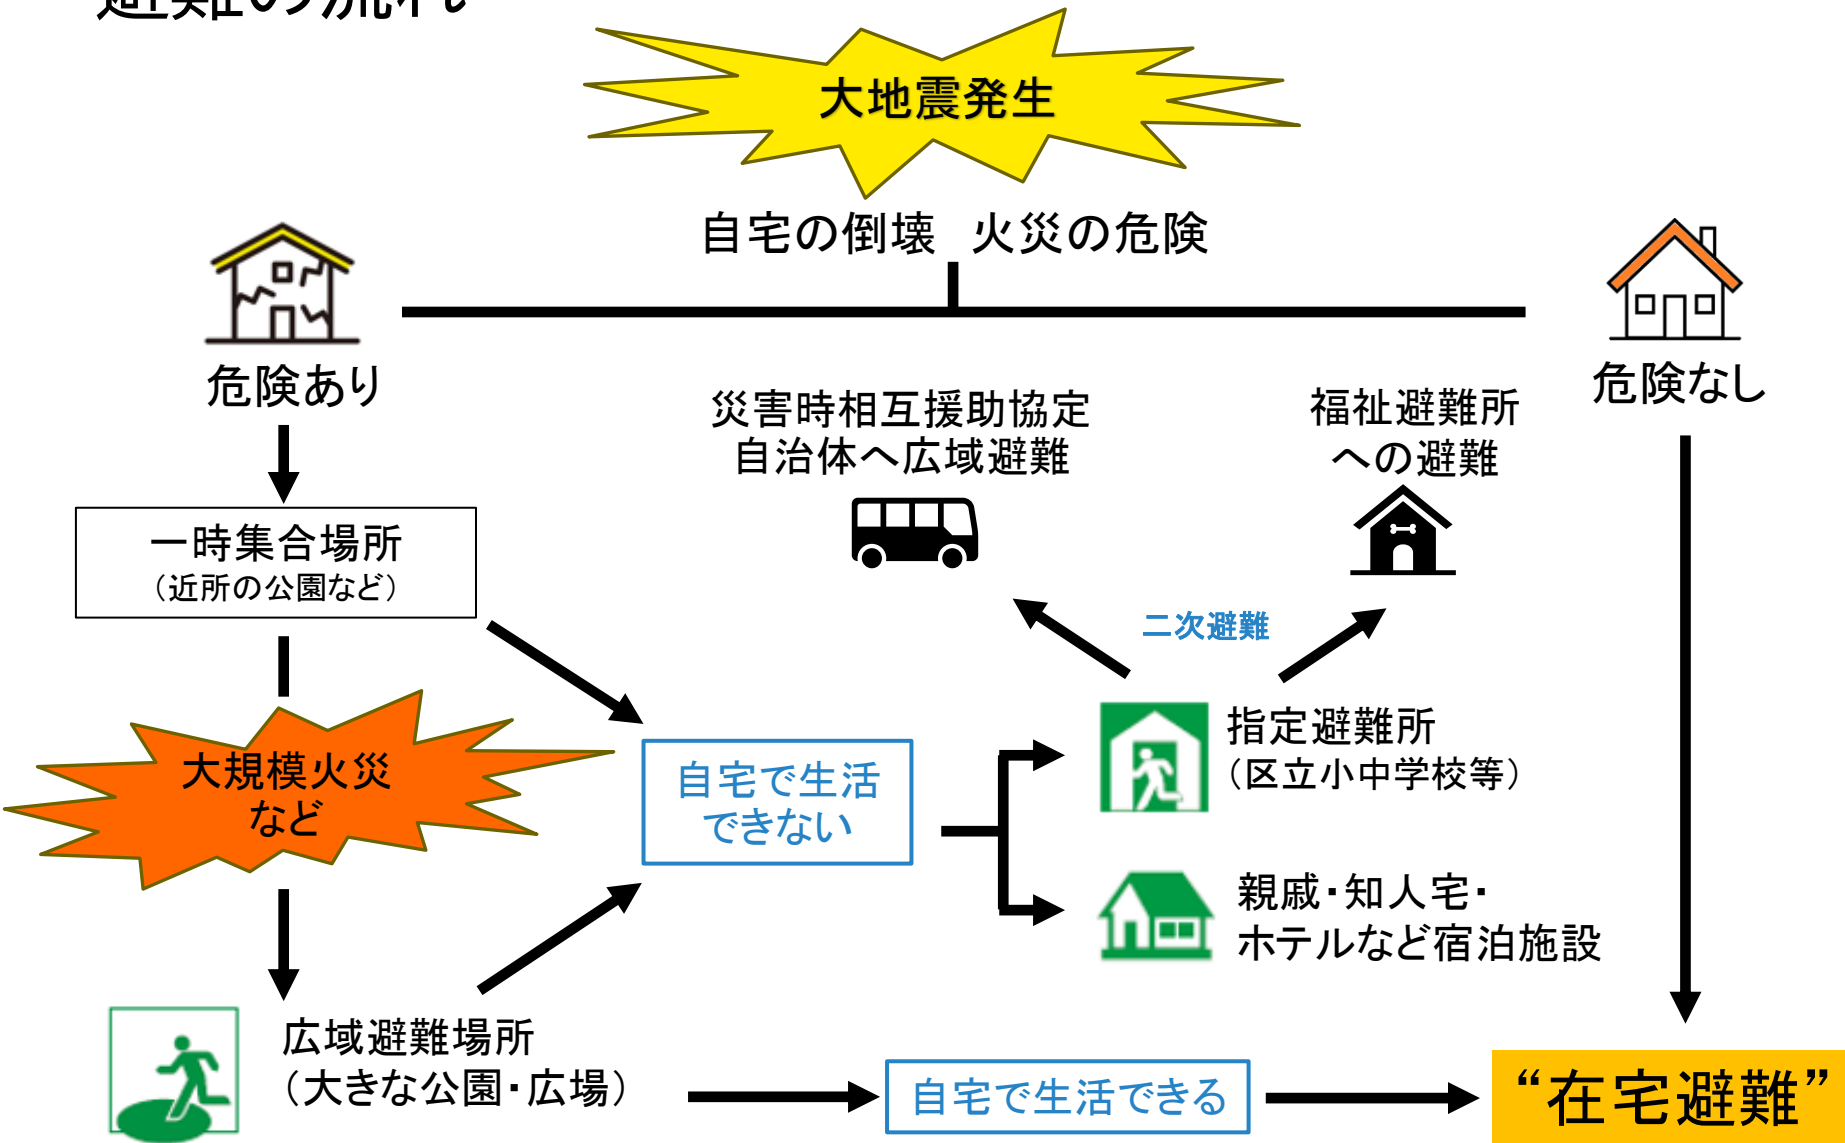 避難の流れ
大地震発生
自宅の倒壊　火災の危険
危険あり
危険なし
災害時相互援助協定
自治体へ広域避難
福祉避難所
への避難
一時集合場所
（近所の公園など）
二次避難
大規模火災
など
自宅で生活
できない
指定避難所
（区立小中学校等）
親戚・知人宅・
ホテルなど宿泊施設
広域避難場所
（大きな公園・広場）
自宅で生活できる
“在宅避難”